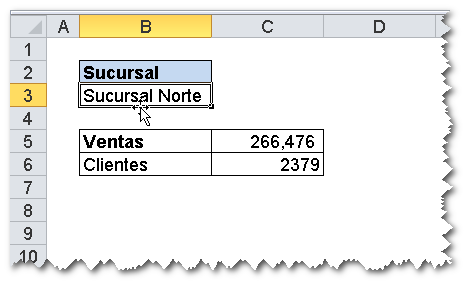 A B C D
1
2 Sucursal
3 Sucursal Norte
4
5 Ventas 266,476
6 Clientes 2379
7
8
9
10